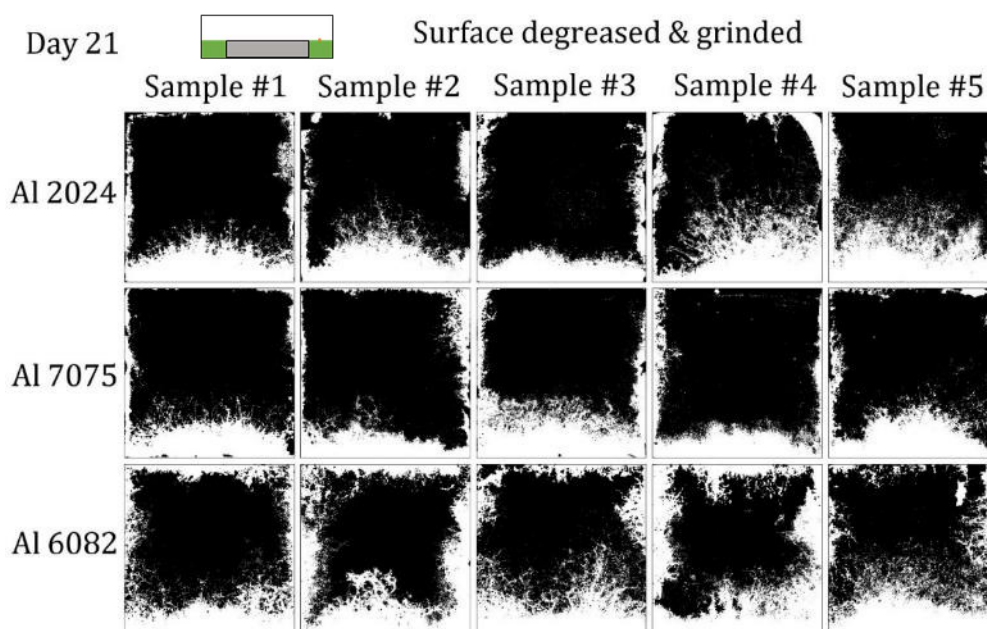 Day 21
Surface degreased & grinded
Sample #1 Sample #2 Sample #3 Sample #4 Sample #5
Al 2024
Al 7075
Al 6082